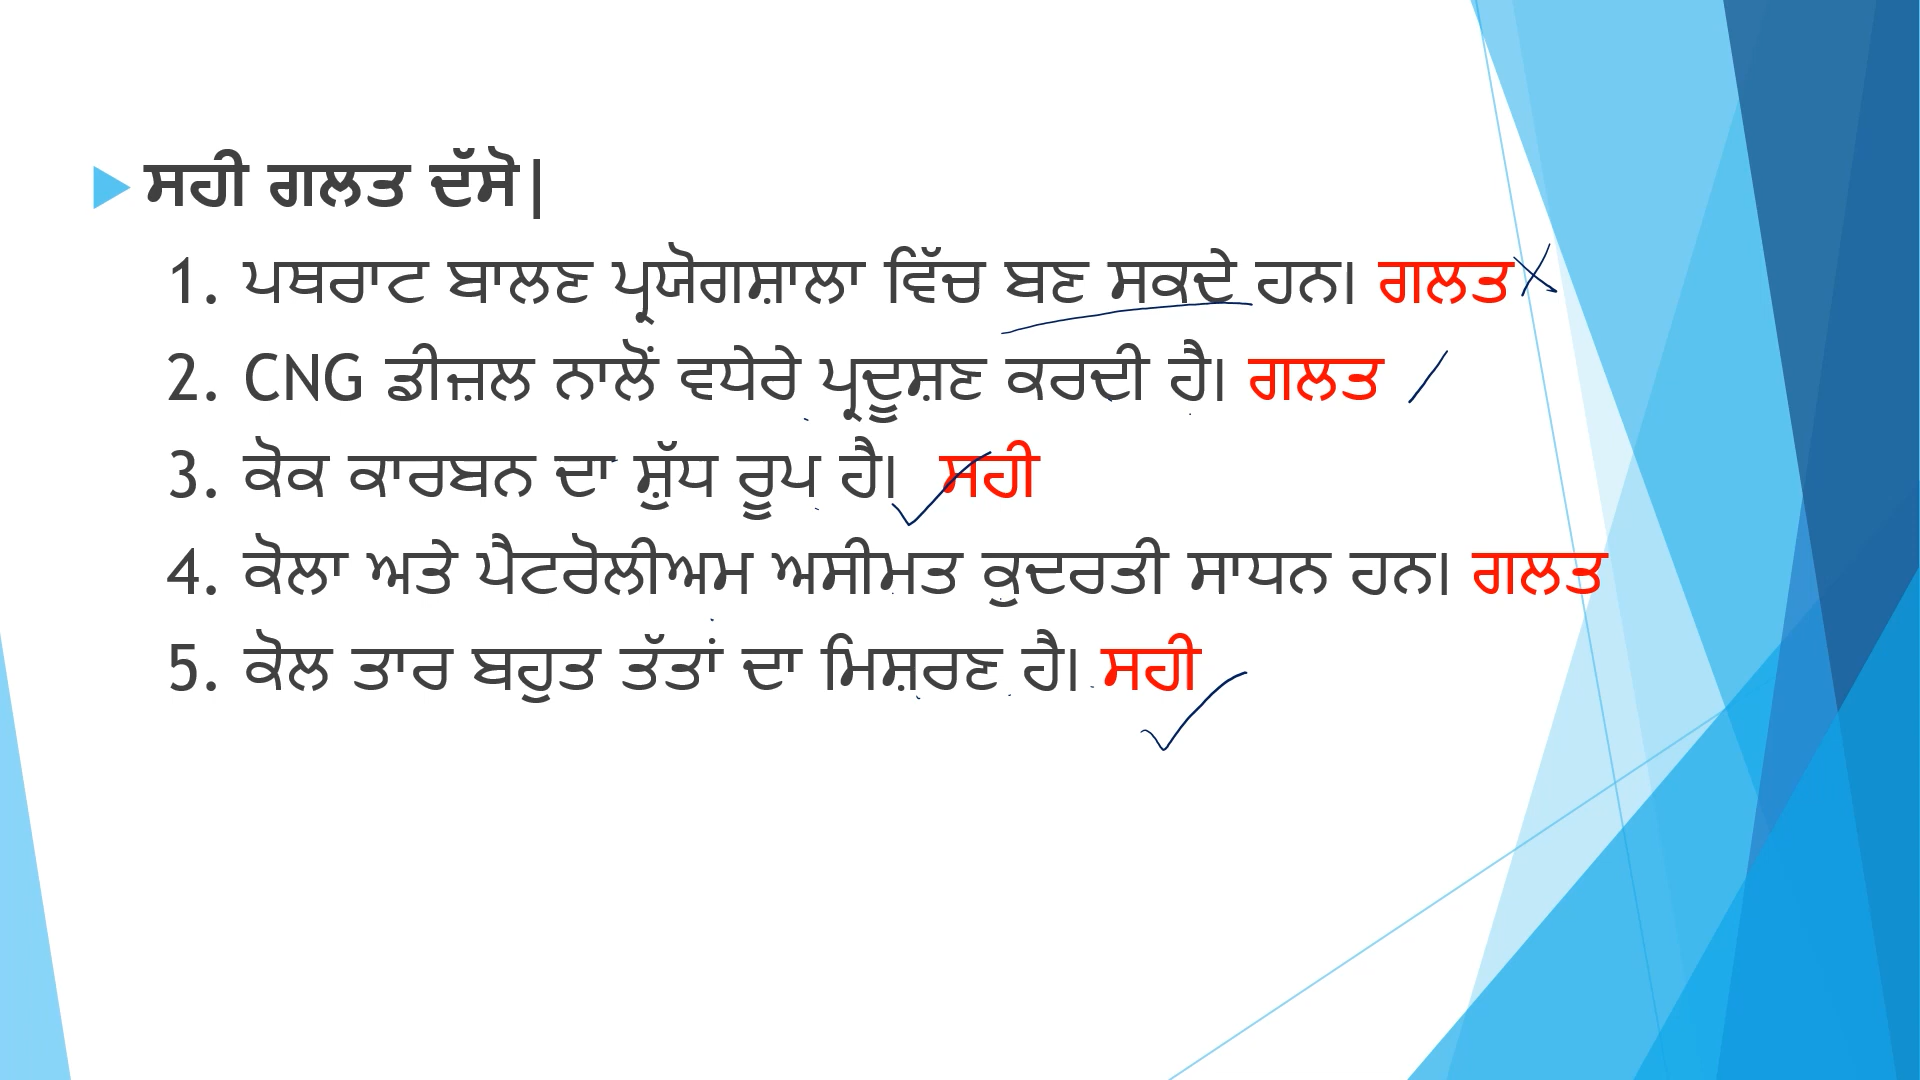 ਸਹੀ ਗਲਤ ਦੱਸੋ|
1. ਪਥਰਾਟ ਬਾਲਣ ਪ੍ਰਯੋਗਸ਼ਾਲਾ ਵਿੱਚ ਬਣ ਸਕਦੇ ਹਨ। ਗਲਤ
2. CNG ਡੀਜ਼ਲ ਨਾਲੋਂ ਵਧੇਰੇ ਪ੍ਰਦੂਸ਼ਣ ਕਰਦੀ ਹੈ। ਗਲਤ
3. ਕੋਕ ਕਾਰਬਨ ਦਾ ਸ਼ੁੱਧ ਰੂਪ ਹੈ। ਸਹੀ
4. ਕੋਲਾ ਅਤੇ ਪੈਟਰੋਲੀਅਮ ਅਸੀਮਤ ਕੁਦਰਤੀ ਸਾਧਨ ਹਨ। ਗਲਤ
5. ਕੋਲ ਤਾਰ ਬਹੁਤ ਤੱਤਾਂ ਦਾ ਮਿਸ਼ਰਣ ਹੈ। ਸਹੀ